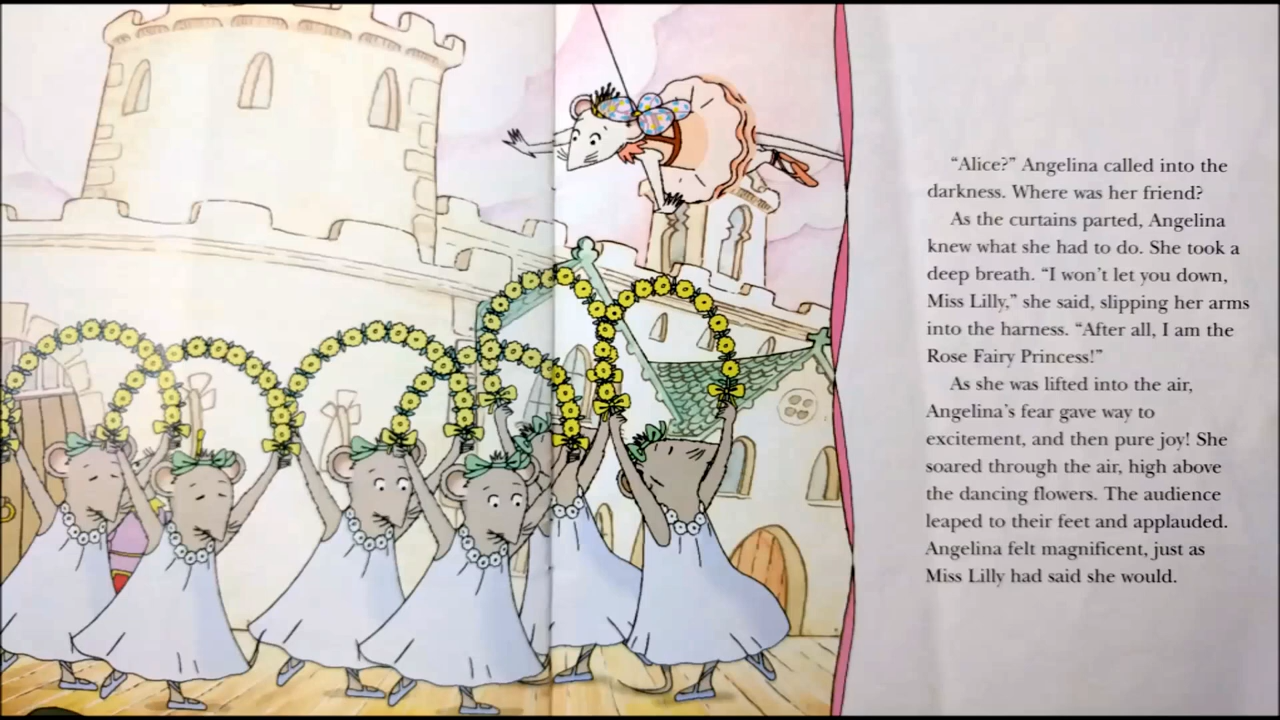 “Alice?” Angelina called into the
darkness. Where was her friend?
As the curtains parted, Angelina
knew what she had to do. She took a
deep breath. “I won’t let you down,
Miss Lilly,” she said, slipping her arms
into the harness. “After all, I am the
Rose Fairy Princess!”
As she was lifted into the air,
Angelina’s fear gave way to
excitement, and then pure joy! She
soared through the air, high above
the dancing flowers. The audience
leaped to their feet and applauded.
Angelina felt magnificent, just as
Miss Lilly had said she would.